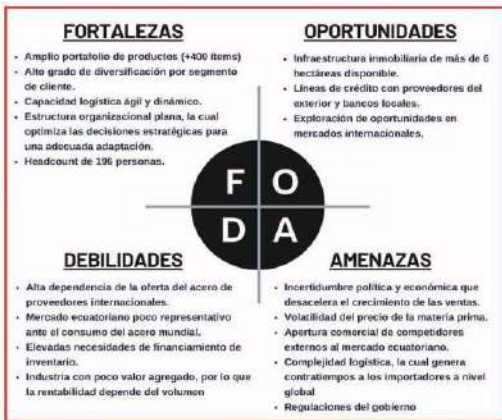 FORTALEZAS
• Amplio portafolio de productos (+400 ítems)
• Alto grado de diversificación por segmento
de cliente.
• Capacidad logística ágil y dinámico.
• Estructura organizacional plana, la cual
optimiza las decisiones estratégicas para
una adecuada adaptación.
• Headcount de 196 personas.
OPORTUNIDADES
• Infraestructura inmobiliaria de más de 6
hectáreas disponible.
• Líneas de crédito con proveedores del
exterior y bancos locales.
• Exploración de oportunidades en
mercados internacionales.
F O
D A
DEBILIDADES
• Alta dependencia de la oferta del acero de
proveedores internacionales.
• Mercado ecuatoriano poco representativo
ante el consumo del acero mundial.
• Elevadas necesidades de financiamiento de
inventario.
• Industria con poco valor agregado, por lo que
la rentabilidad depende del volumen
AMENAZAS
• Incertidumbre política y económica que
desacelera el crecimiento de las ventas.
• Volatilidad del precio de la materia prima.
• Apertura comercial de competidores
externos al mercado ecuatoriano.
• Complejidad logística, la cual genera
contratiempos a los importadores a nivel
global
• Regulaciones del gobierno